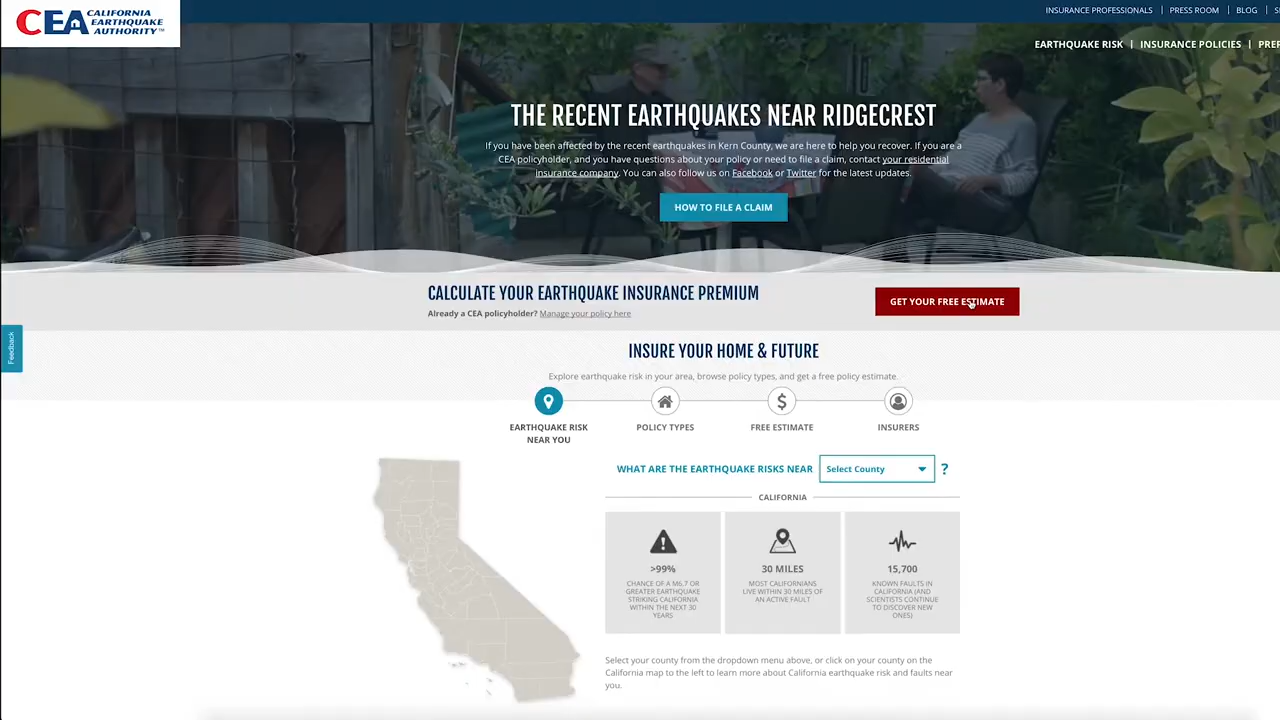 CEA CALIFORNIA
EARTHQUAKE
AUTHORITY™
INSURANCE PROFESSIONALS | PRESS ROOM | BLOG |
EARTHQUAKE RISK | INSURANCE POLICIES |
THE RECENT EARTHQUAKES NEAR RIDGECREST
If you have been affected by the recent earthquakes in Kern County, we are here to help you recover. If you are a
CEA policyholder, and you have questions about your policy or need to file a claim, contact your residential
insurance company. You can also follow us on Facebook or Twitter for the latest updates.
HOW TO FILE A CLAIM
CALCULATE YOUR EARTHQUAKE INSURANCE PREMIUM
Already a CEA policyholder? Manage your policy here
GET YOUR FREE ESTIMATE
Feedback
INSURE YOUR HOME & FUTURE
Explore earthquake risk in your area, browse policy types, and get a free policy estimate.
EARTHQUAKE RISK
NEAR YOU
POLICY TYPES
FREE ESTIMATE
INSURERS
WHAT ARE THE EARTHQUAKE RISKS NEAR Select County ?
CALIFORNIA
>99%
CHANCE OF A M6.7 OR
GREATER EARTHQUAKE
STRIKING CALIFORNIA
WITHIN THE NEXT 30
YEARS
30 MILES
MOST CALIFORNIANS
LIVE WITHIN 30 MILES OF
AN ACTIVE FAULT
15,700
KNOWN FAULTS IN
CALIFORNIA (AND
SCIENTISTS CONTINUE
TO DISCOVER NEW
ONES)
Select your county from the dropdown menu above, or click on your county on the
California map to the left to learn more about California earthquake risk and faults near
you.